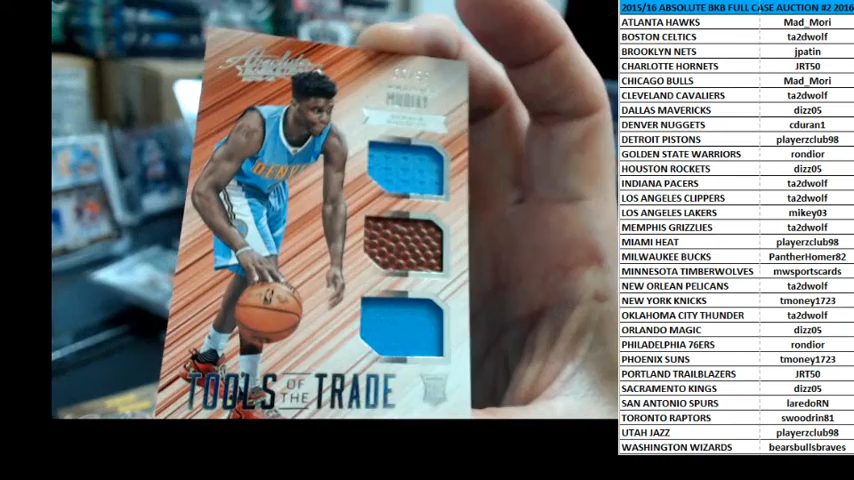 Absolute
MUDIAY
DENVER
TOOLS OF THE TRADE
2015/16 ABSOLUTE BKB FULL CASE AUCTION #2 2016
ATLANTA HAWKS Mad_Mori
BOSTON CELTICS ta2dwolf
BROOKLYN NETS jpatin
CHARLOTTE HORNETS JRT50
CHICAGO BULLS Mad_Mori
CLEVELAND CAVALIERS ta2dwolf
DALLAS MAVERICKS dizz05
DENVER NUGGETS cduran1
DETROIT PISTONS playerzclub98
GOLDEN STATE WARRIORS rondior
HOUSTON ROCKETS dizz05
INDIANA PACERS ta2dwolf
LOS ANGELES CLIPPERS ta2dwolf
LOS ANGELES LAKERS mikey03
MEMPHIS GRIZZLIES ta2dwolf
MIAMI HEAT playerzclub98
MILWAUKEE BUCKS PantherHomer82
MINNESOTA TIMBERWOLVES mwsportscards
NEW ORLEAN PELICANS ta2dwolf
NEW YORK KNICKS tmoney1723
OKLAHOMA CITY THUNDER ta2dwolf
ORLANDO MAGIC dizz05
PHILADELPHIA 76ERS rondior
PHOENIX SUNS tmoney1723
PORTLAND TRAILBLAZERS JRT50
SACRAMENTO KINGS dizz05
SAN ANTONIO SPURS laredoRN
TORONTO RAPTORS swoodrin81
UTAH JAZZ playerzclub98
WASHINGTON WIZARDS bearsbullsbraves